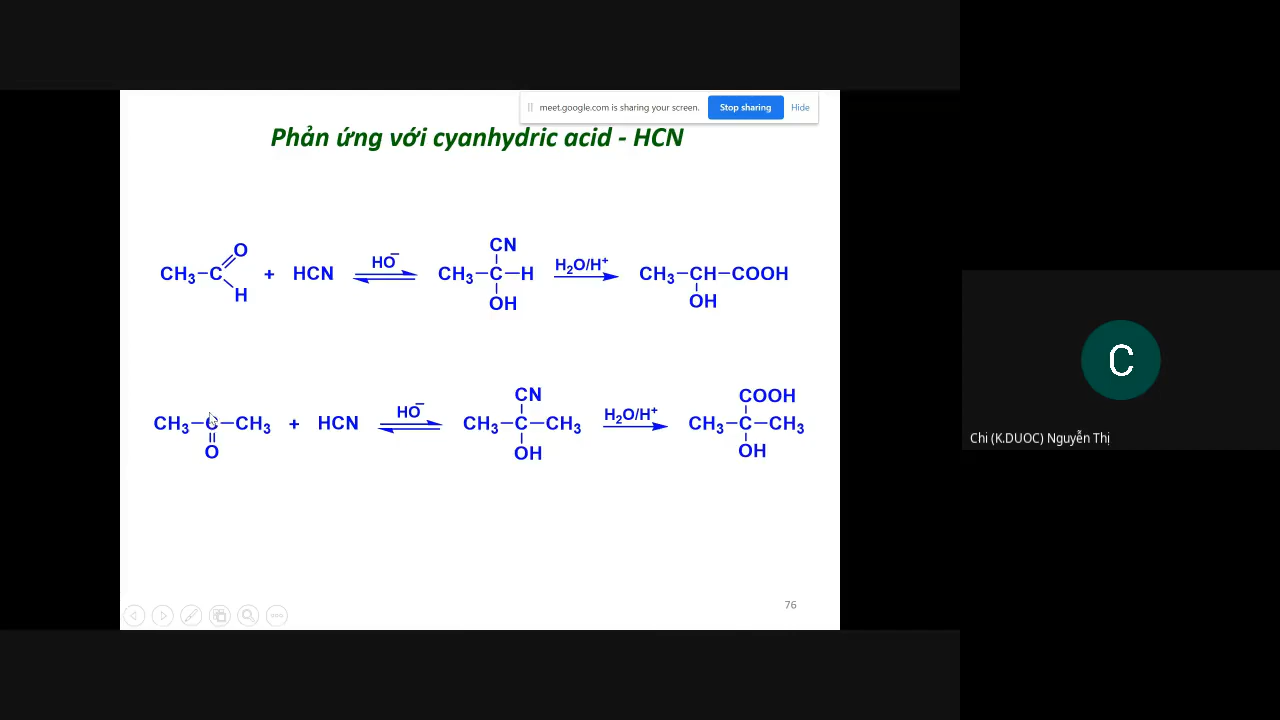 meet.google.com is sharing your screen. Stop sharing Hide
Phản ứng với cyanhydric acid - HCN
CH3–C(=O)–H + HCN ⇌ (HO–) CH3–C(CN)(OH)–H → (H2O/H+) CH3–CH(OH)–COOH
CH3–C(=O)–CH3 + HCN ⇌ (HO–) CH3–C(CN)(OH)–CH3 → (H2O/H+) CH3–C(COOH)(OH)–CH3
76
C
Chi (K.DUOC) Nguyễn Thị